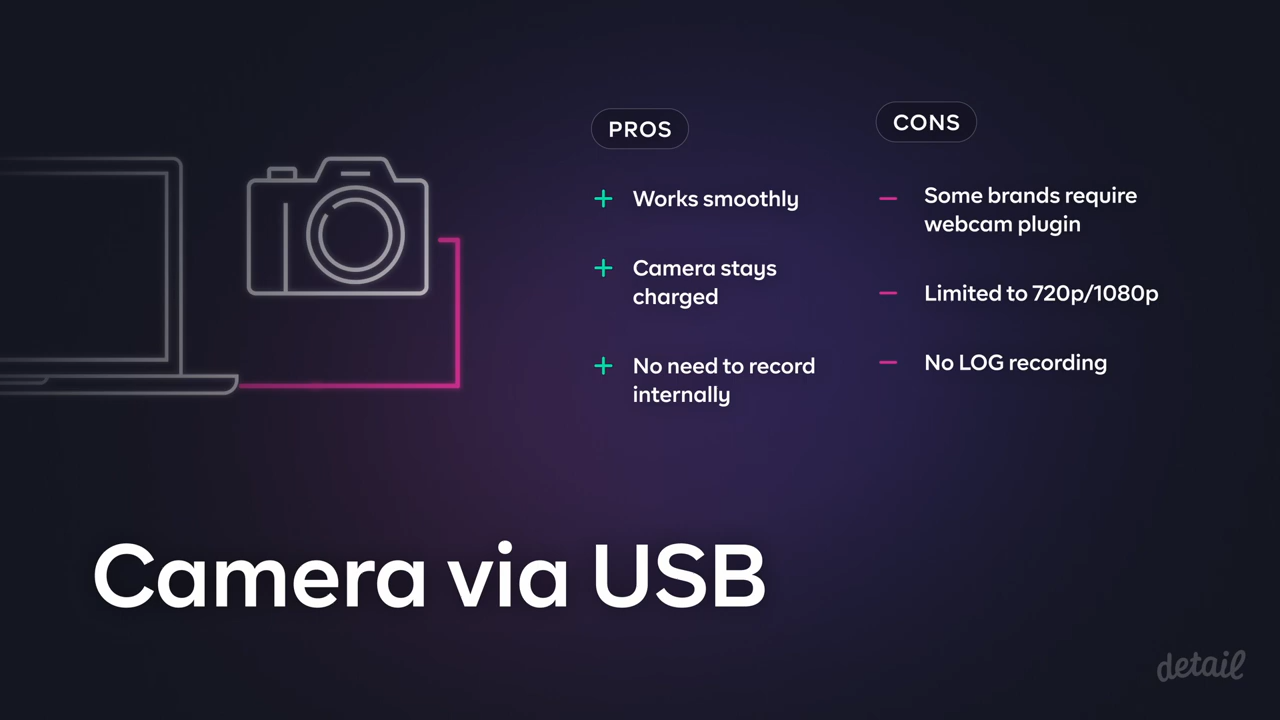 PROS
Works smoothly
Camera stays
charged
No need to record
internally
CONS
Some brands require
webcam plugin
Limited to 720p/1080p
No LOG recording
Camera via USB
detail